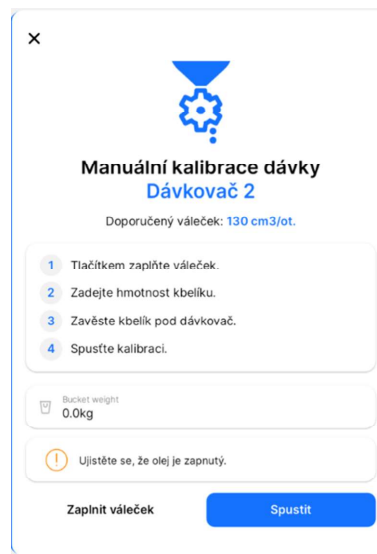 Manuální kalibrace dávky
Dávkovač 2
Doporučený váleček: 130 cm3/ot.
1 Tlačítkem zaplňte váleček.
2 Zadejte hmotnost kbelíku.
3 Zavěste kbelík pod dávkovač.
4 Spusťte kalibraci.
Bucket weight
0.0kg
Ujistěte se, že olej je zapnutý.
Zaplnit váleček Spustit